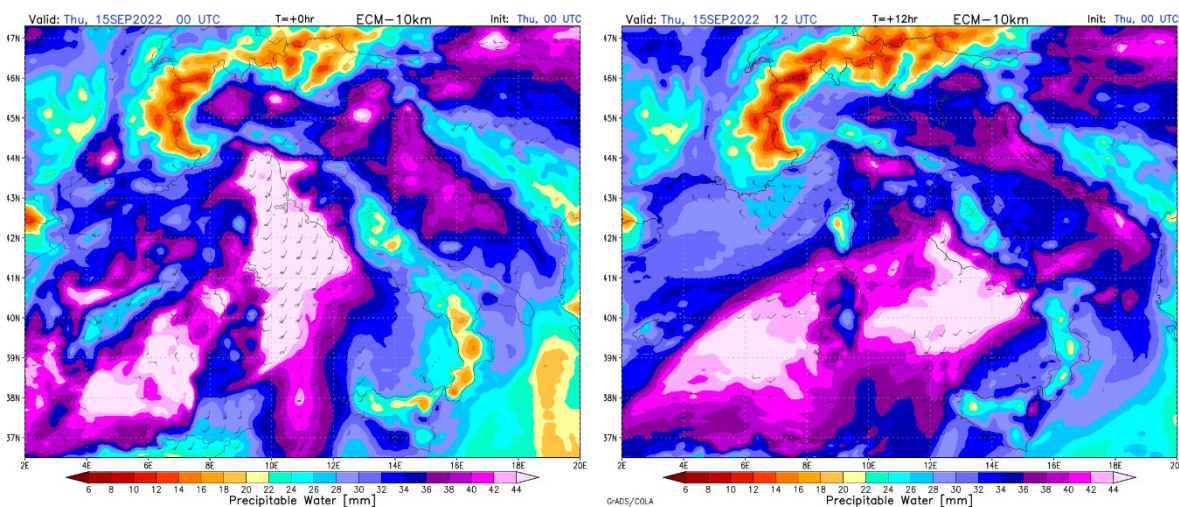 Valid: Thu, 15SEP2022 00 UTC T=+0hr ECM-10km Init: Thu, 00 UTC
47N
46N
45N
44N
43N
42N
41N
40N
39N
38N
37N
2E 4E 6E 8E 10E 12E 14E 16E 18E 20E
6 8 10 12 14 16 18 20 22 24 26 28 30 32 34 36 38 40 42 44
Precipitable Water [mm]
Valid: Thu, 15SEP2022 12 UTC T=+12hr ECM-10km Init: Thu, 00 UTC
47N
46N
45N
44N
43N
42N
41N
40N
39N
38N
37N
2E 4E 6E 8E 10E 12E 14E 16E 18E 20E
6 8 10 12 14 16 18 20 22 24 26 28 30 32 34 36 38 40 42 44
GrADS/COLA Precipitable Water [mm]